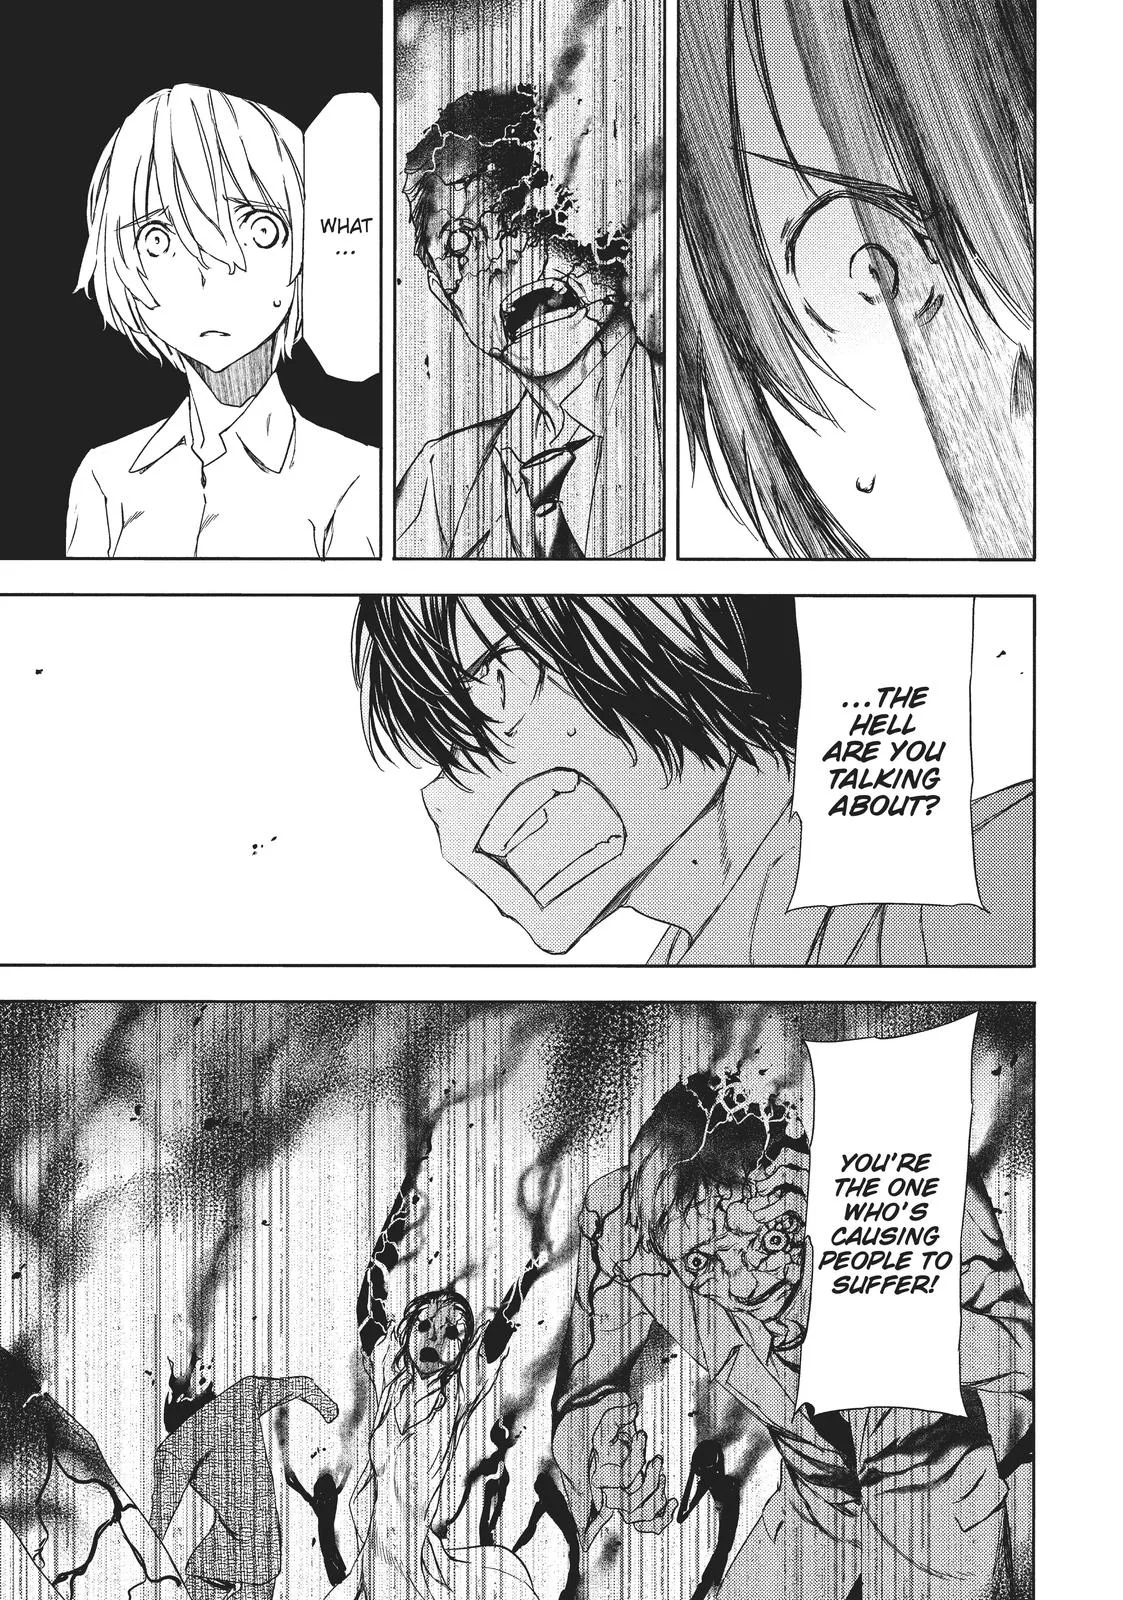 WHAT
...
...THE
HELL
ARE YOU
TALKING
ABOUT?
YOU'RE
THE ONE
WHO'S
CAUSING
PEOPLE TO
SUFFER!